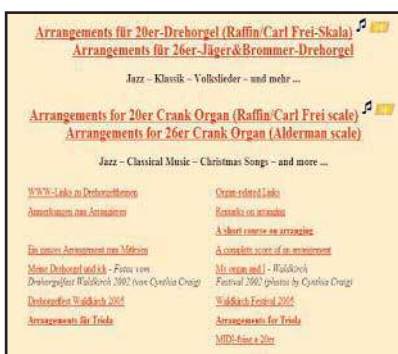 Arrangements für 20er-Drehorgel (Raffin/Carl Frei-Skala)
Arrangements für 26er-Jäger&Brommer-Drehorgel
Jazz – Klassik – Volkslieder – und mehr ...
Arrangements for 20er Crank Organ (Raffin/Carl Frei scale)
Arrangements for 26er Crank Organ (Alderman scale)
Jazz – Classical Music – Christmas Songs – and more ...
WWW-Links zu Drehorgelthemen
Organ-related Links
Anmerkungen zum Arrangieren
Remarks on arranging
A short course on arranging
Ein ganzes Arrangement zum Mitlesen
A complete score of an arrangement
Meine Drehorgel und ich - Fotos vom
Drehorgelfest Waldkirch 2002 (von Cynthia Craig)
My organ and I - Waldkirch
Festival 2002 (photos by Cynthia Craig)
Drehorgelfest Waldkirch 2005
Waldkirch Festival 2005
Arrangements für Triola
Arrangements for Triola
MIDI-fying a 20er